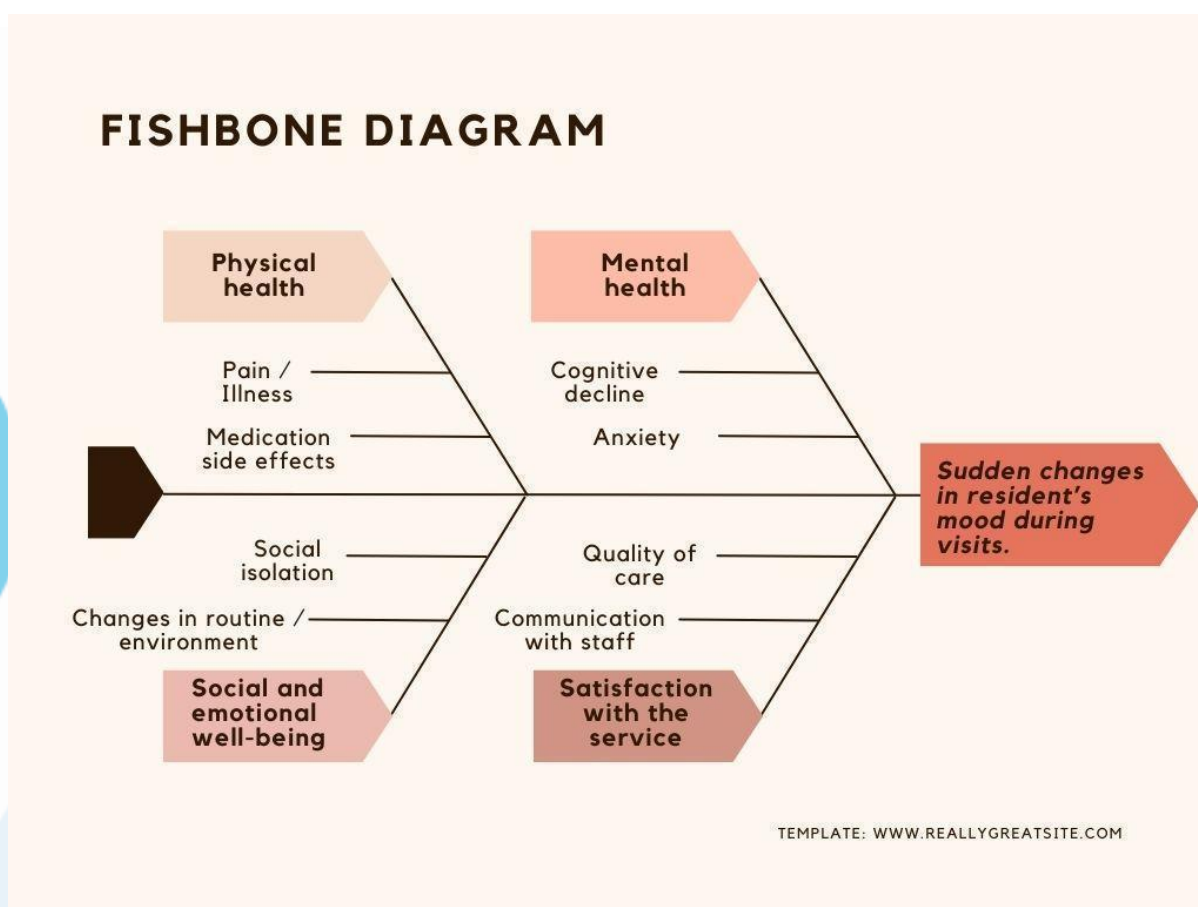 FISHBONE DIAGRAM
Physical
health
Mental
health
Pain /
Illness
Cognitive
decline
Medication
side effects
Anxiety
Sudden changes
in resident's
mood during
visits.
Social
isolation
Quality of
care
Changes in routine /
environment
Communication
with staff
Social and
emotional
well-being
Satisfaction
with the
service
TEMPLATE: WWW.REALLYGREATSITE.COM